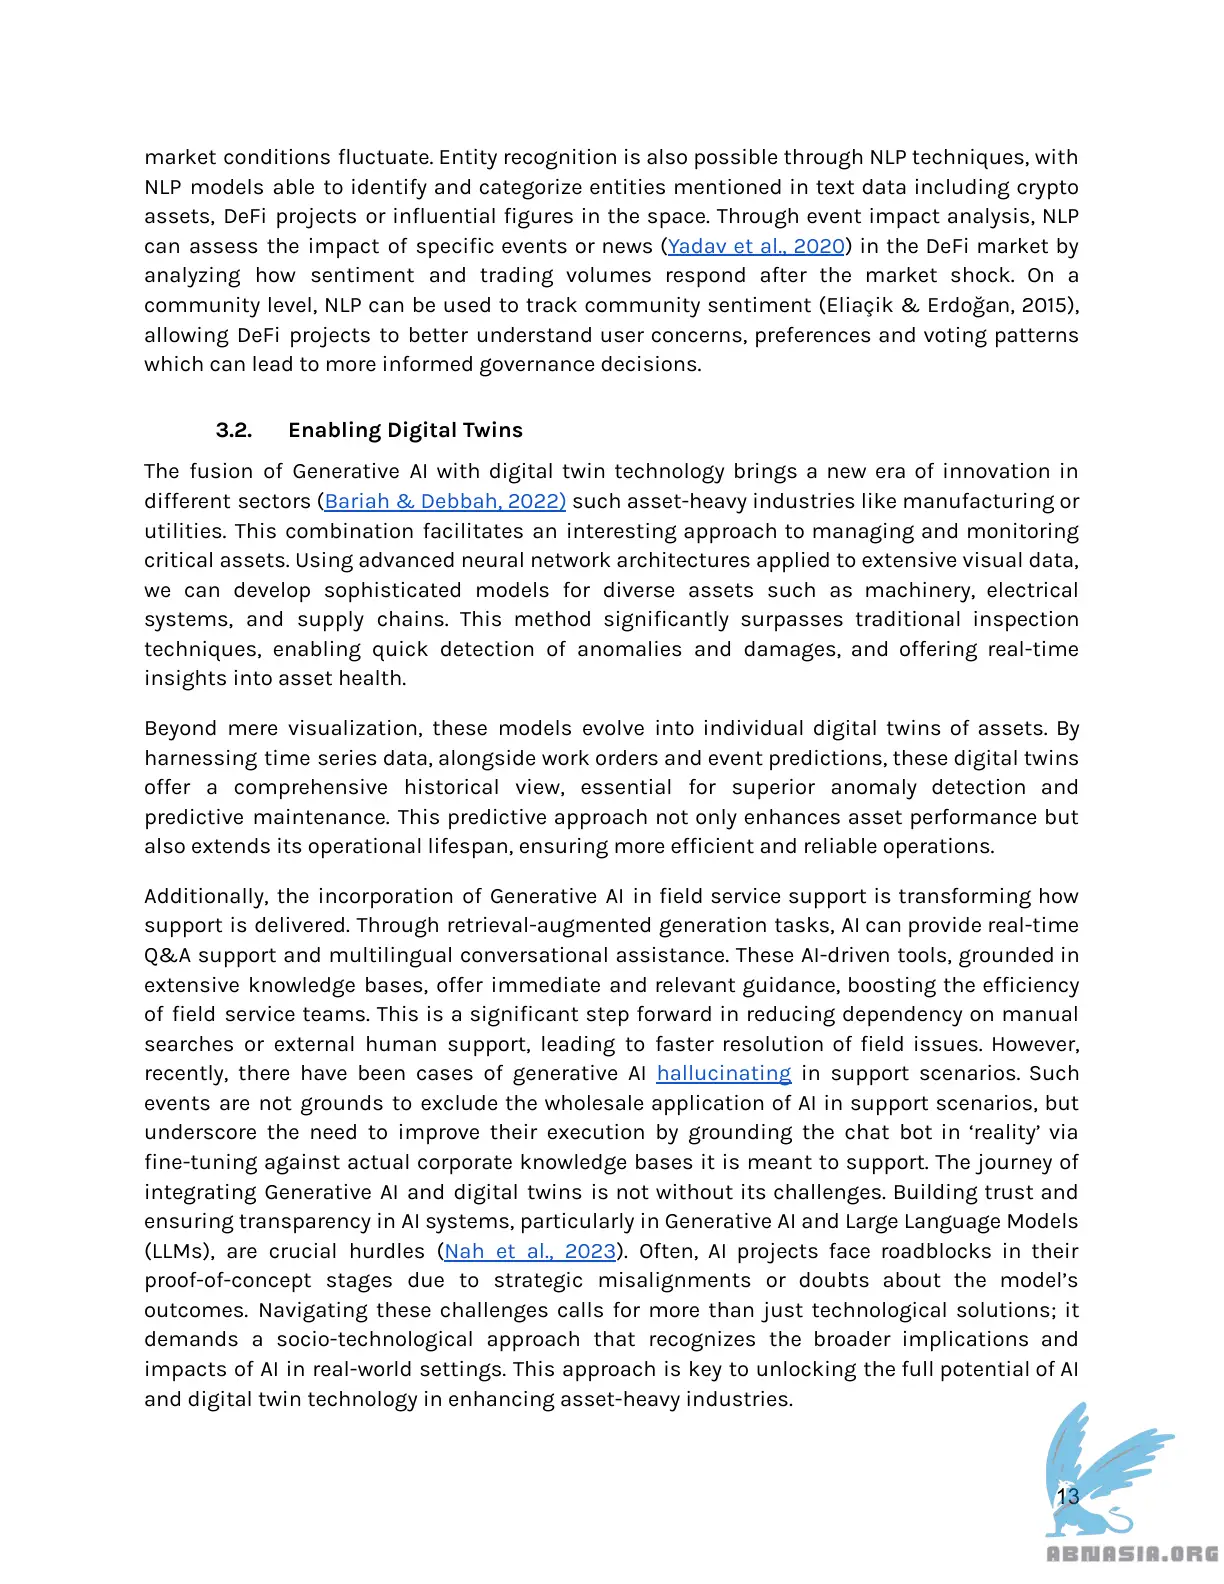 market conditions fluctuate. Entity recognition is also possible through NLP techniques, with
NLP models able to identify and categorize entities mentioned in text data including crypto
assets, DeFi projects or influential figures in the space. Through event impact analysis, NLP
can assess the impact of specific events or news (Yadav et al., 2020) in the DeFi market by
analyzing how sentiment and trading volumes respond after the market shock. On a
community level, NLP can be used to track community sentiment (Eliaçik & Erdoğan, 2015),
allowing DeFi projects to better understand user concerns, preferences and voting patterns
which can lead to more informed governance decisions.
3.2. Enabling Digital Twins
The fusion of Generative AI with digital twin technology brings a new era of innovation in
different sectors (Bariah & Debbah, 2022) such asset-heavy industries like manufacturing or
utilities. This combination facilitates an interesting approach to managing and monitoring
critical assets. Using advanced neural network architectures applied to extensive visual data,
we can develop sophisticated models for diverse assets such as machinery, electrical
systems, and supply chains. This method significantly surpasses traditional inspection
techniques, enabling quick detection of anomalies and damages, and offering real-time
insights into asset health.
Beyond mere visualization, these models evolve into individual digital twins of assets. By
harnessing time series data, alongside work orders and event predictions, these digital twins
offer a comprehensive historical view, essential for superior anomaly detection and
predictive maintenance. This predictive approach not only enhances asset performance but
also extends its operational lifespan, ensuring more efficient and reliable operations.
Additionally, the incorporation of Generative AI in field service support is transforming how
support is delivered. Through retrieval-augmented generation tasks, AI can provide real-time
Q&A support and multilingual conversational assistance. These AI-driven tools, grounded in
extensive knowledge bases, offer immediate and relevant guidance, boosting the efficiency
of field service teams. This is a significant step forward in reducing dependency on manual
searches or external human support, leading to faster resolution of field issues. However,
recently, there have been cases of generative AI hallucinating in support scenarios. Such
events are not grounds to exclude the wholesale application of AI in support scenarios, but
underscore the need to improve their execution by grounding the chat bot in ‘reality’ via
fine-tuning against actual corporate knowledge bases it is meant to support. The journey of
integrating Generative AI and digital twins is not without its challenges. Building trust and
ensuring transparency in AI systems, particularly in Generative AI and Large Language Models
(LLMs), are crucial hurdles (Nah et al., 2023). Often, AI projects face roadblocks in their
proof-of-concept stages due to strategic misalignments or doubts about the model’s
outcomes. Navigating these challenges calls for more than just technological solutions; it
demands a socio-technological approach that recognizes the broader implications and
impacts of AI in real-world settings. This approach is key to unlocking the full potential of AI
and digital twin technology in enhancing asset-heavy industries.
13
ABNASIA.ORG